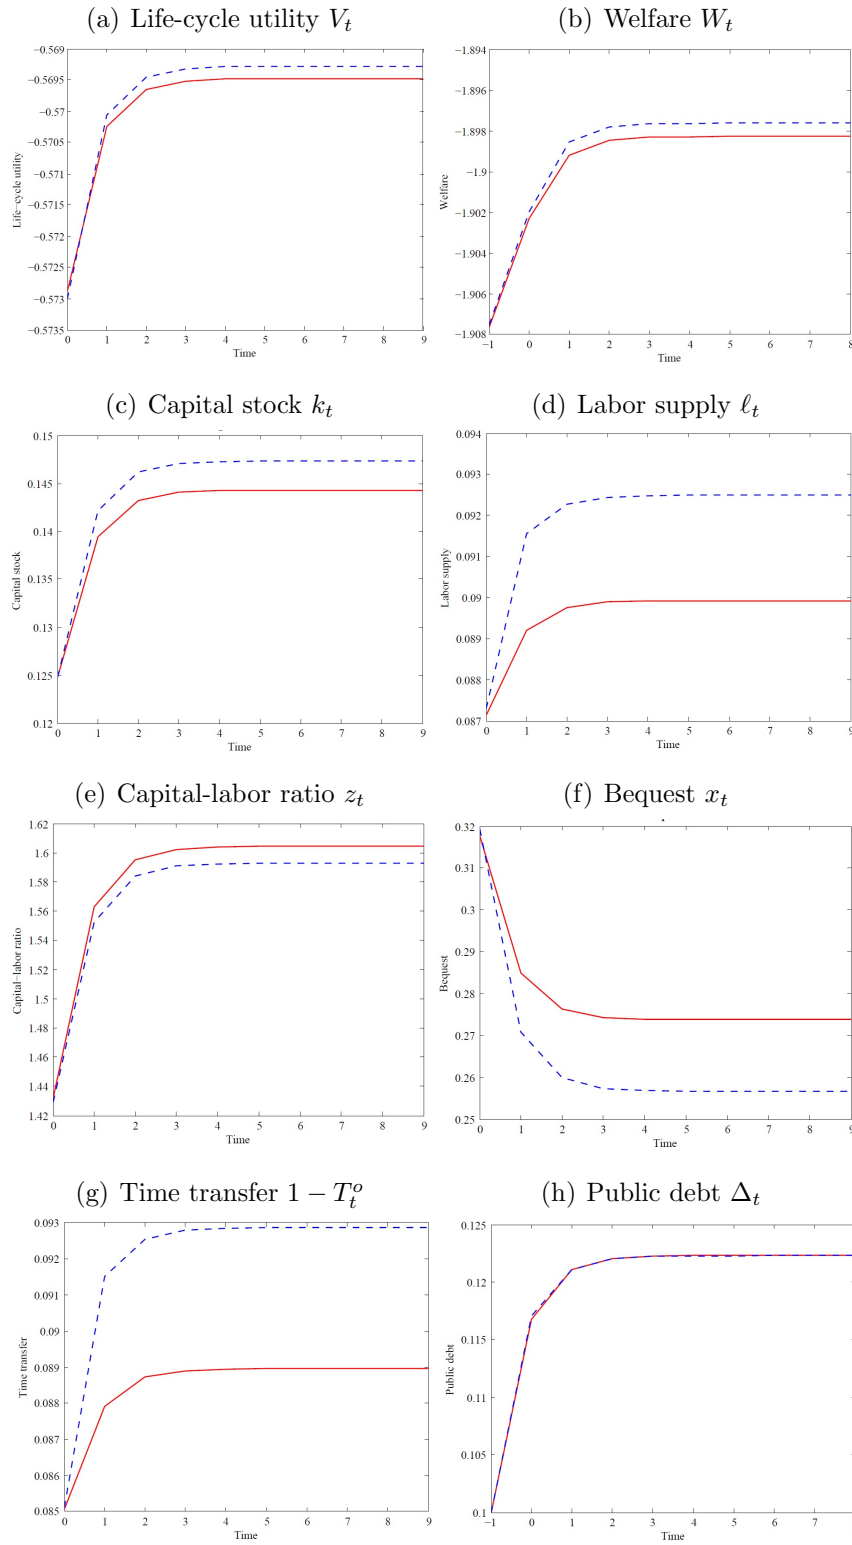 (a) Life-cycle utility V_t
−0.569
−0.5695
−0.57
−0.5705
−0.571
−0.5715
−0.572
−0.5725
−0.573
−0.5735
Life−cycle utility
0 1 2 3 4 5 6 7 8 9
Time
(b) Welfare W_t
−1.894
−1.896
−1.898
−1.9
−1.902
−1.904
−1.906
−1.908
Welfare
−1 0 1 2 3 4 5 6 7 8
Time
(c) Capital stock k_t
0.15
0.145
0.14
0.135
0.13
0.125
0.12
Capital stock
0 1 2 3 4 5 6 7 8 9
Time
(d) Labor supply ℓ_t
0.094
0.093
0.092
0.091
0.09
0.089
0.088
0.087
Labor supply
0 1 2 3 4 5 6 7 8 9
Time
(e) Capital-labor ratio z_t
1.62
1.6
1.58
1.56
1.54
1.52
1.5
1.48
1.46
1.44
1.42
Capital−labor ratio
0 1 2 3 4 5 6 7 8 9
Time
(f) Bequest x_t
0.32
0.31
0.3
0.29
0.28
0.27
0.26
0.25
Bequest
0 1 2 3 4 5 6 7 8 9
Time
(g) Time transfer 1 − T_t^o
0.093
0.092
0.091
0.09
0.089
0.088
0.087
0.086
0.085
Time transfer
0 1 2 3 4 5 6 7 8 9
Time
(h) Public debt Δ_t
0.125
0.12
0.115
0.11
0.105
0.1
Public debt
−1 0 1 2 3 4 5 6 7
Time